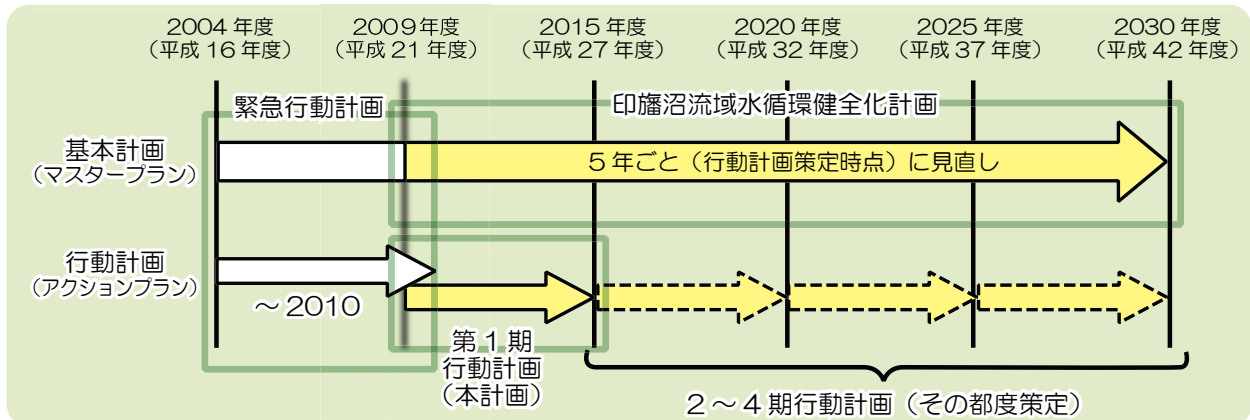 2004 年度
（平成 16 年度）
2009 年度
（平成 21 年度）
2015 年度
（平成 27 年度）
2020 年度
（平成 32 年度）
2025 年度
（平成 37 年度）
2030 年度
（平成 42 年度）
緊急行動計画
印旛沼流域水循環健全化計画
基本計画
（マスタープラン）
５年ごと（行動計画策定時点）に見直し
行動計画
（アクションプラン）
～2010
第１期
行動計画
（本計画）
２～４期行動計画（その都度策定）